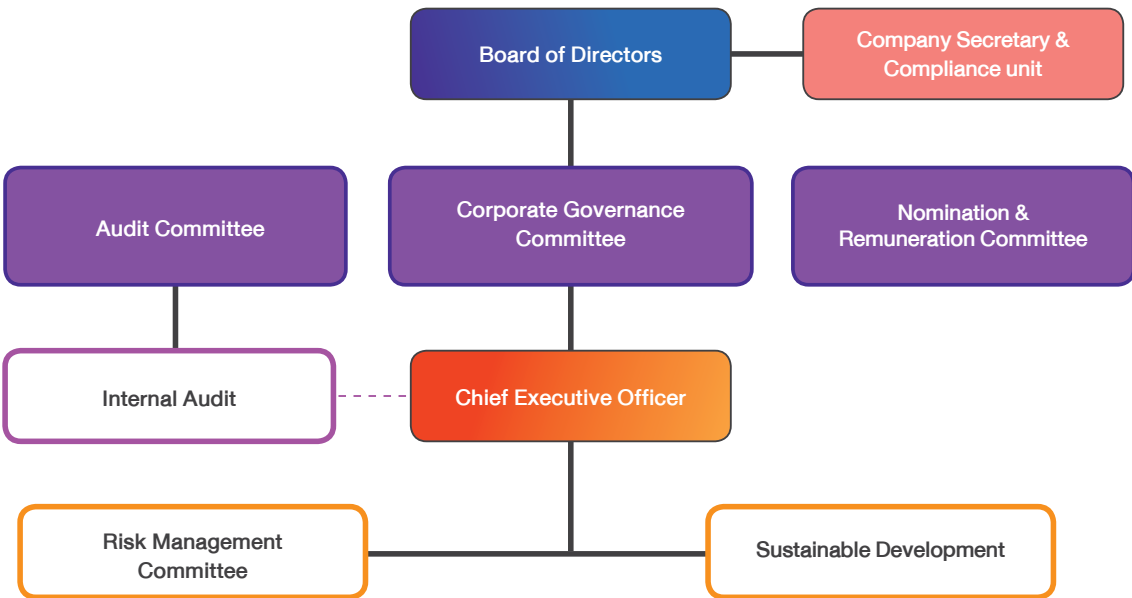 Board of Directors
Company Secretary &
Compliance unit
Audit Committee
Corporate Governance
Committee
Nomination &
Remuneration Committee
Internal Audit
Chief Executive Officer
Risk Management
Committee
Sustainable Development